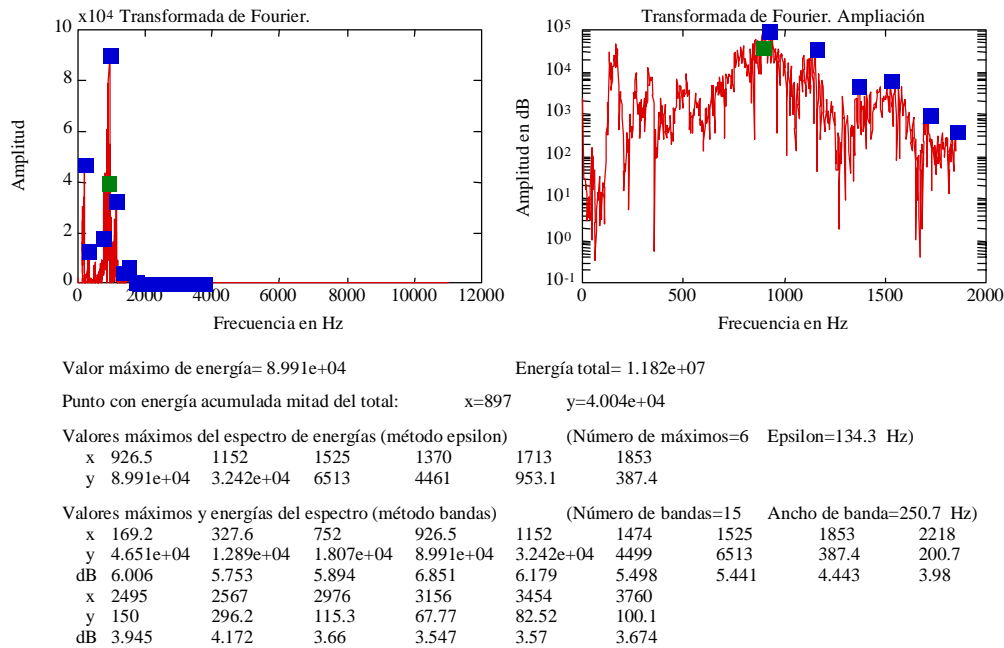 x10⁴ Transformada de Fourier.
10
8
6
4
2
0
Amplitud
0 2000 4000 6000 8000 10000 12000
Frecuencia en Hz
Transformada de Fourier. Ampliación
10⁵
10⁴
10³
10²
10¹
10⁰
10⁻¹
Amplitud en dB
0 500 1000 1500 2000
Frecuencia en Hz
Valor máximo de energía= 8.991e+04 Energía total= 1.182e+07
Punto con energía acumulada mitad del total: x=897 y=4.004e+04
Valores máximos del espectro de energías (método epsilon) (Número de máximos=6 Epsilon=134.3 Hz)
x 926.5 1152 1525 1370 1713 1853
y 8.991e+04 3.242e+04 6513 4461 953.1 387.4
Valores máximos y energías del espectro (método bandas) (Número de bandas=15 Ancho de banda=250.7 Hz)
x 169.2 327.6 752 926.5 1152 1474 1525 1853 2218
y 4.651e+04 1.289e+04 1.807e+04 8.991e+04 3.242e+04 4499 6513 387.4 200.7
dB 6.006 5.753 5.894 6.851 6.179 5.498 5.441 4.443 3.98
x 2495 2567 2976 3156 3454 3760
y 150 296.2 115.3 67.77 82.52 100.1
dB 3.945 4.172 3.66 3.547 3.57 3.674